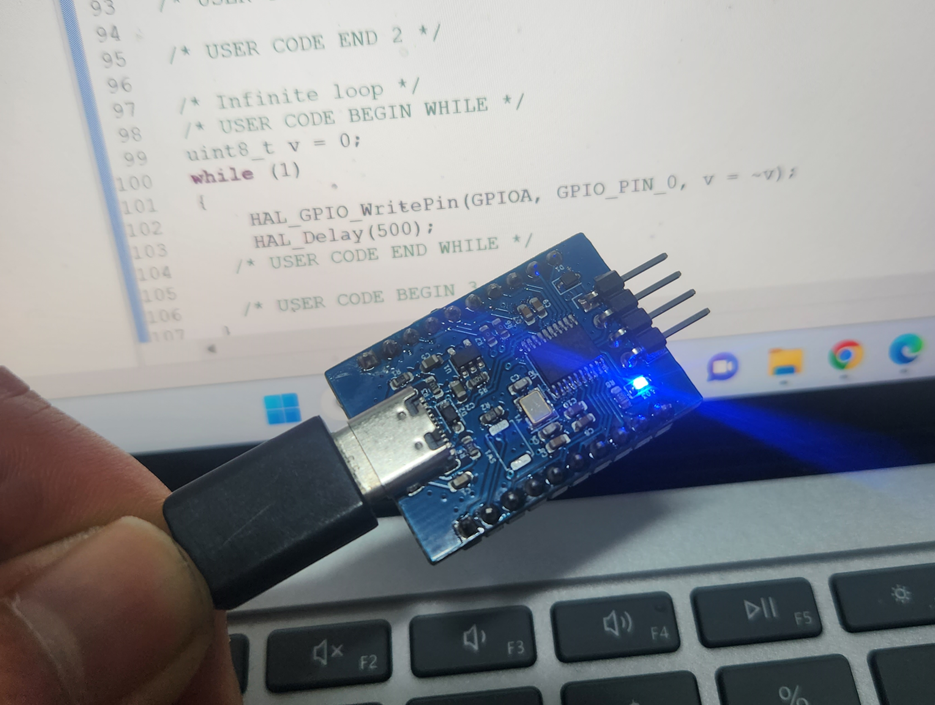 93 /* USER
94
95 /* USER CODE END 2 */
96
97 /* Infinite loop */
98 /* USER CODE BEGIN WHILE */
99 uint8_t v = 0;
100 while (1)
101 {
102 HAL_GPIO_WritePin(GPIOA, GPIO_PIN_0, v = ~v);
103 HAL_Delay(500);
104 /* USER CODE END WHILE */
105
106 /* USER CODE BEGIN 3
107 }
F2
F3
F4
F5
%